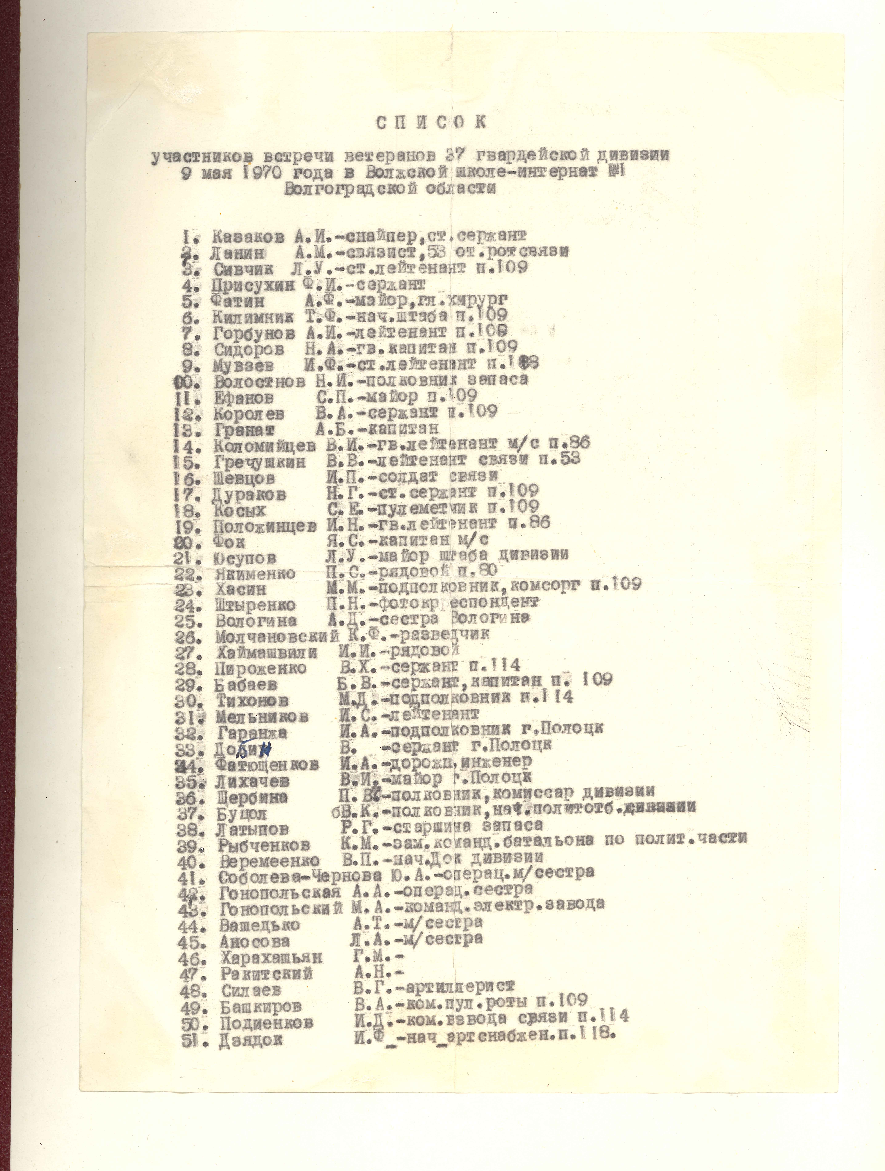 СПИСОК
участников встречи ветеранов 37 гвардейской дивизии
9 мая 1970 года в Волжской школе-интернат №1
Волгоградской области
1. Казаков А.И.-снайпер,ст.сержант
2. Ланин А.М.-связист,53 от.ротсвязи
3. Сивчик Л.У.-ст.лейтенант п.109
4. Присухин Ф.И.-сержант
5. Фатин А.Ф.-майор,гл.хирург
6. Килимник Т.Ф.-нач.штаба п.109
7. Горбунов А.И.-лейтенант п.109
8. Сидоров Н.А.-гв.капитан п.109
9. Мувзев И.Ф.-ст.лейтенант
10. Волостнов Н.И.-полковник запаса
11. Ефанов С.П.-майор п.109
12. Королев В.А.-сержант п.109
13. Гранат А.Б.-капитан
14. Коломийцев В.И.-гв.лейтенант м/с п.86
15. Гречушкин В.В.-лейтенант связи п.53
16. Шевцов И.П.-солдат связи
17. Дураков Н.Г.-ст.сержант п.109
18. Косых С.Е.-пулеметчик п.109
19. Положинцев И.Н.-гв.лейтенант п.86
20. Фок Я.С.-капитан м/с
21. Юсупов Л.У.-майор штаба дивизии
22. Якименко П.С.-рядовой п.80
23. Хасин М.М.-подполковник,комсорг п.109
24. Штыренко П.Н.-фотокр еспондент
25. Вологина А.Д.-сестра Вологина
26. Молчановский К.Ф.-разведчик
27. Хаймашвили И.И.-рядовой
28. Пироженко В.Х.-сержант п.114
29. Бабаев Б.В.-сержант,капитан п. 109
30. Тихонов М.Д.-подполковник п.114
31. Мельников И.С.-лейтенант
32. Гаранжа И.А.-подполковник г.Полоцк
33. В. -сержант г.Полоцк
34. Фатющенков И.А.-дорожн,инженер
35. Лихачев В.И.-майор г.Полоцк
36. Щербина П.В.-полковник,комиссар дивизии
37. Буцол бВ.К.-полковник,нач.политотб.дивизии
38. Латыпов Р.Г.-старшина запаса
39. Рыбченков К.М.-зам.команд.батальона по полит.части
40. Веремеенко В.П.-нач.Док дивизии
41. Соболева-Чернова Ю.А.-операц.м/сестра
42. Гонопольская А.А.-операц.сестра
43. Гонопольский М.А.-команд.электр.завода
44. Вашедько А.Т.-м/сестра
45. Аносова Л.А.-м/сестра
46. Харахашьян Г.М.-
47. Ракитский А.Н.-
48. Силаев В.Г.-артиллерист
49. Башкиров В.А.-ком.пул.роты п.109
50. Подиенков И.Д.-ком.взвода связи п.114
51. Дзядок И.Ф_-нач_артснабжен.п.118.